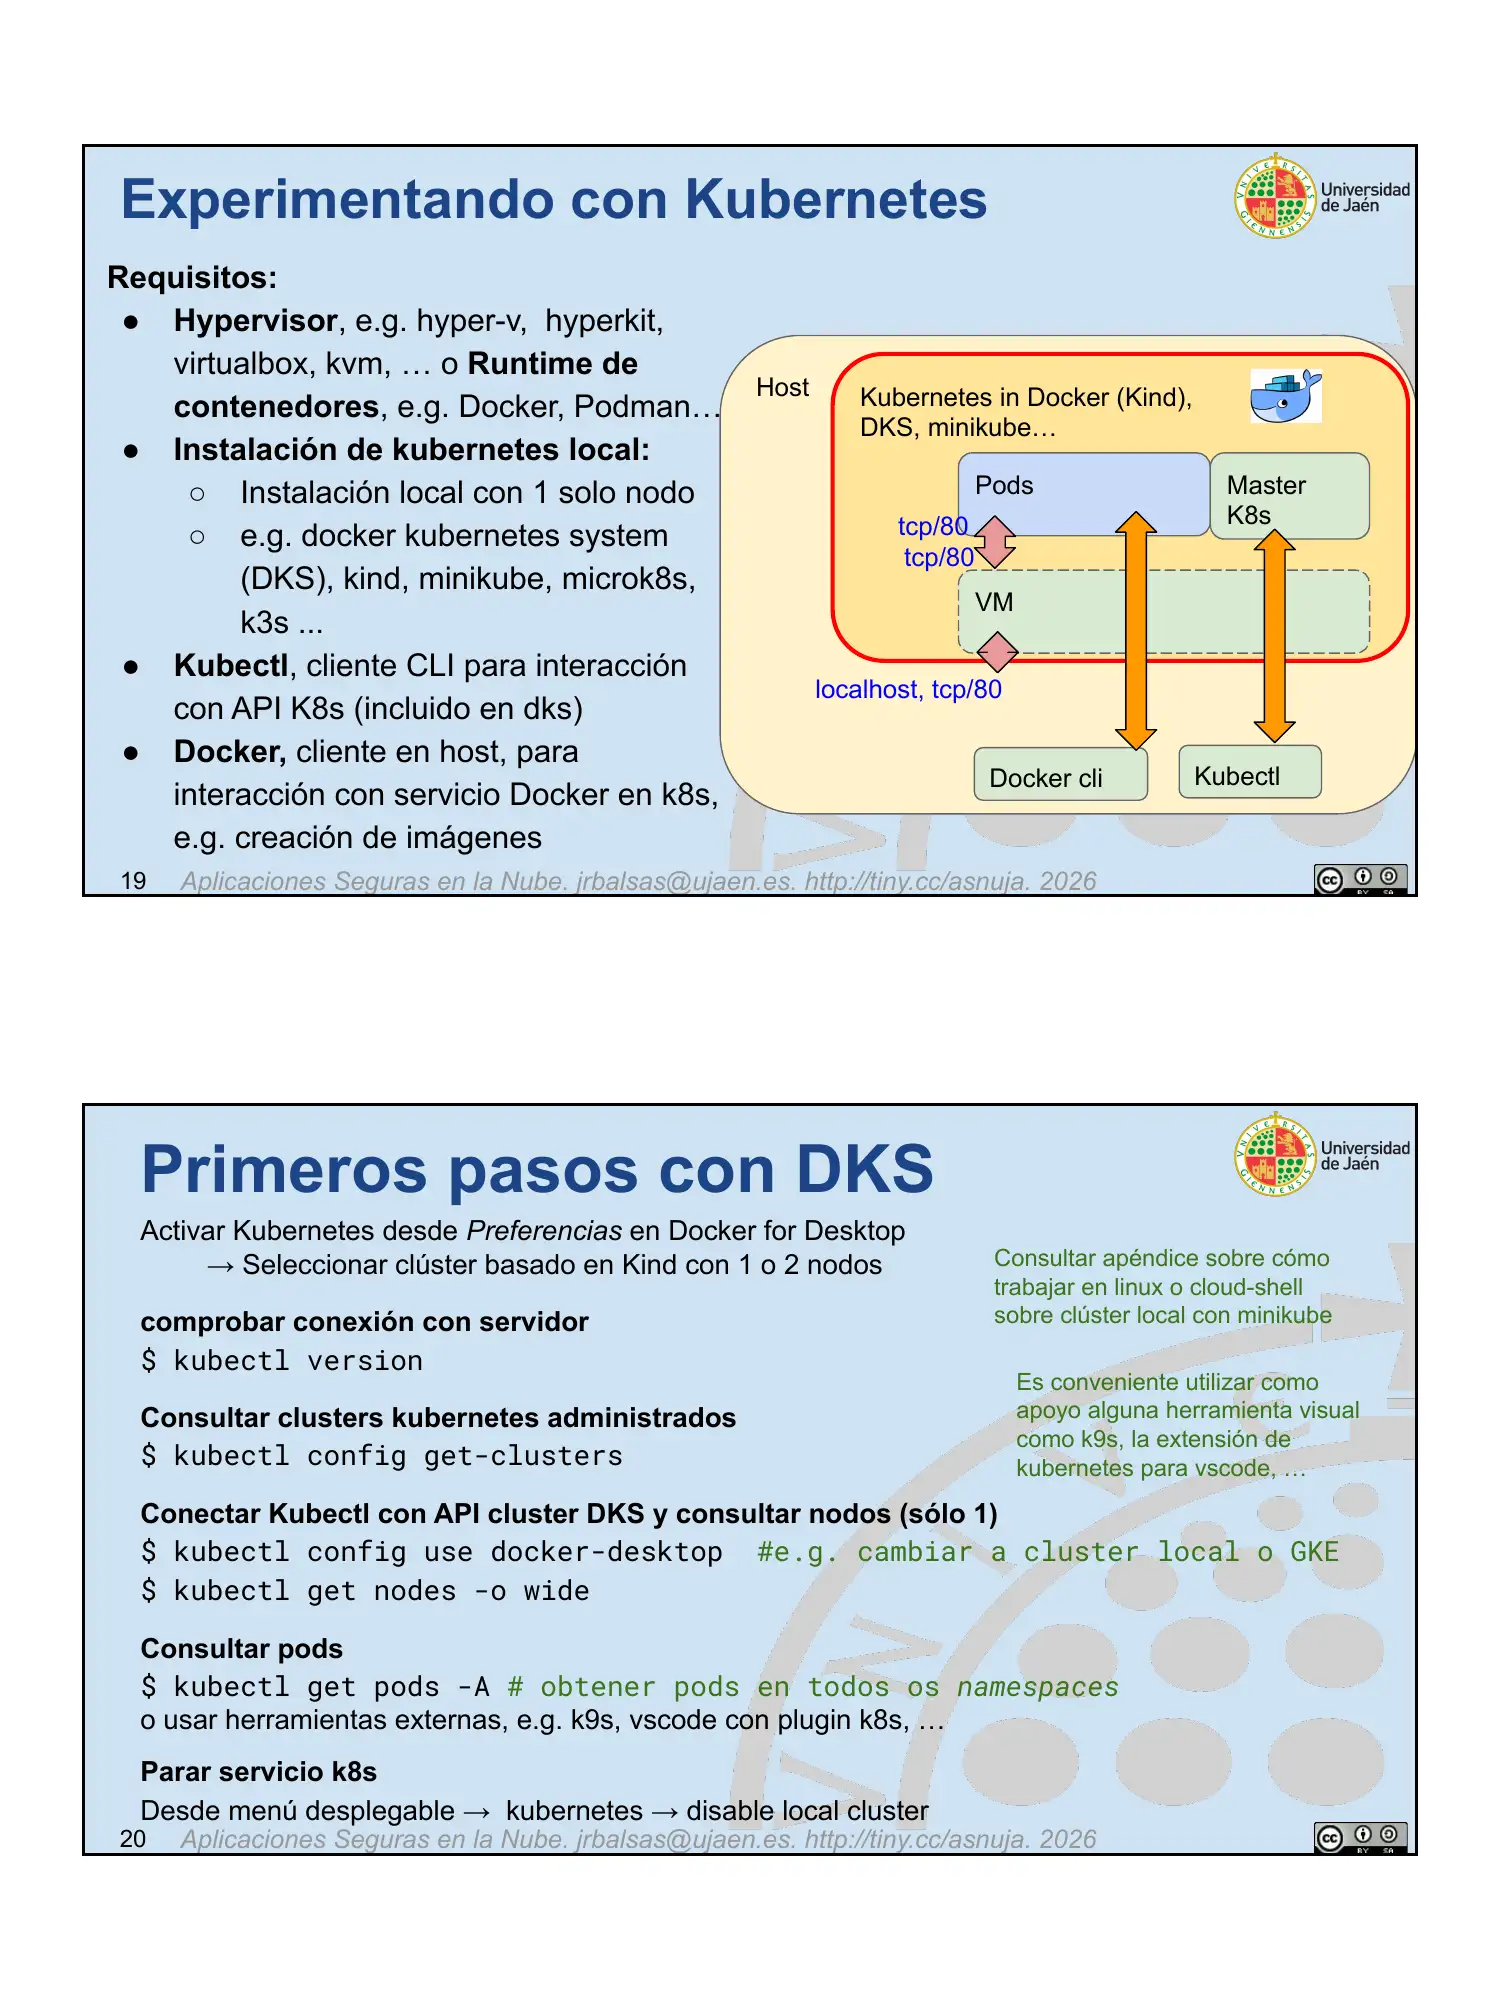 Experimentando con Kubernetes
Universidad
de Jaén
Requisitos:
● Hypervisor, e.g. hyper-v, hyperkit,
virtualbox, kvm, … o Runtime de
contenedores, e.g. Docker, Podman…
● Instalación de kubernetes local:
○ Instalación local con 1 solo nodo
○ e.g. docker kubernetes system
(DKS), kind, minikube, microk8s,
k3s ...
● Kubectl, cliente CLI para interacción
con API K8s (incluido en dks)
● Docker, cliente en host, para
interacción con servicio Docker en k8s,
e.g. creación de imágenes
Host
Kubernetes in Docker (Kind),
DKS, minikube…
Pods
Master
K8s
tcp/80
tcp/80
VM
localhost, tcp/80
Docker cli
Kubectl
19 Aplicaciones Seguras en la Nube. jrbalsas@ujaen.es. http://tiny.cc/asnuja. 2026
cc BY SA
Primeros pasos con DKS
Universidad
de Jaén
Activar Kubernetes desde Preferencias en Docker for Desktop
→ Seleccionar clúster basado en Kind con 1 o 2 nodos
Consultar apéndice sobre cómo
trabajar en linux o cloud-shell
sobre clúster local con minikube
comprobar conexión con servidor
$ kubectl version
Es conveniente utilizar como
apoyo alguna herramienta visual
como k9s, la extensión de
kubernetes para vscode, …
Consultar clusters kubernetes administrados
$ kubectl config get-clusters
Conectar Kubectl con API cluster DKS y consultar nodos (sólo 1)
$ kubectl config use docker-desktop #e.g. cambiar a cluster local o GKE
$ kubectl get nodes -o wide
Consultar pods
$ kubectl get pods -A # obtener pods en todos os namespaces
o usar herramientas externas, e.g. k9s, vscode con plugin k8s, …
Parar servicio k8s
Desde menú desplegable → kubernetes → disable local cluster
20 Aplicaciones Seguras en la Nube. jrbalsas@ujaen.es. http://tiny.cc/asnuja. 2026
cc BY SA